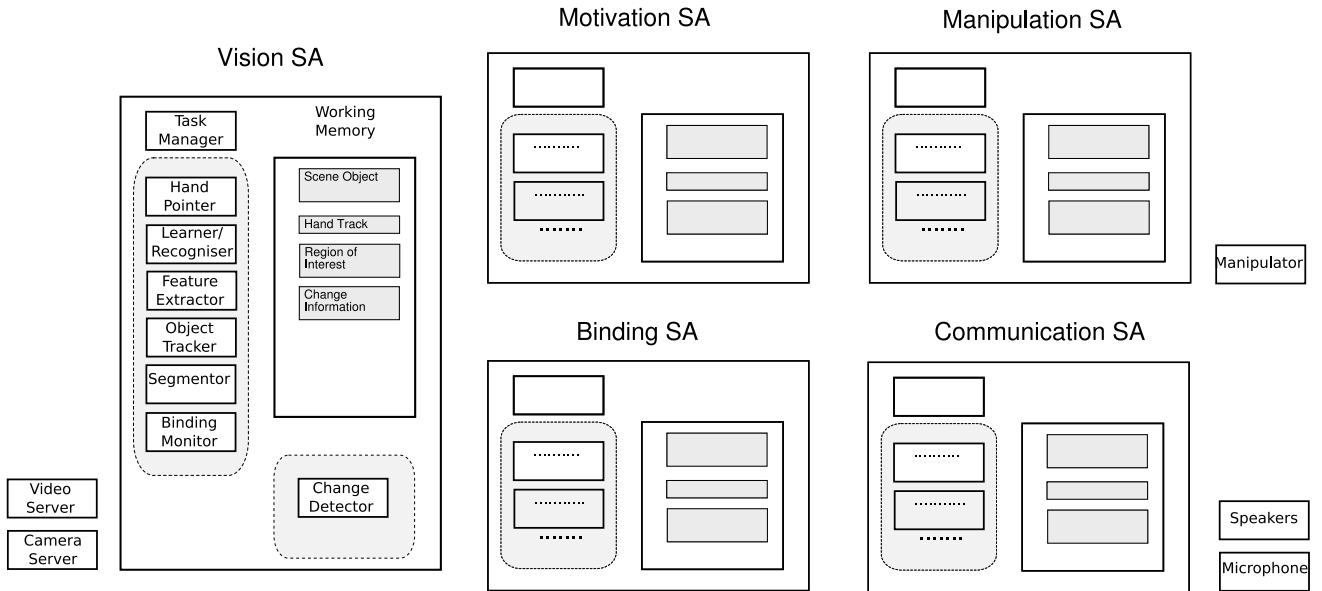 Vision SA
Task
Manager
Working
Memory
Hand
Pointer
Learner/
Recogniser
Feature
Extractor
Object
Tracker
Segmentor
Binding
Monitor
Scene Object
Hand Track
Region of
Interest
Change
Information
Change
Detector
Video
Server
Camera
Server
Motivation SA
Manipulation SA
Manipulator
Binding SA
Communication SA
Speakers
Microphone